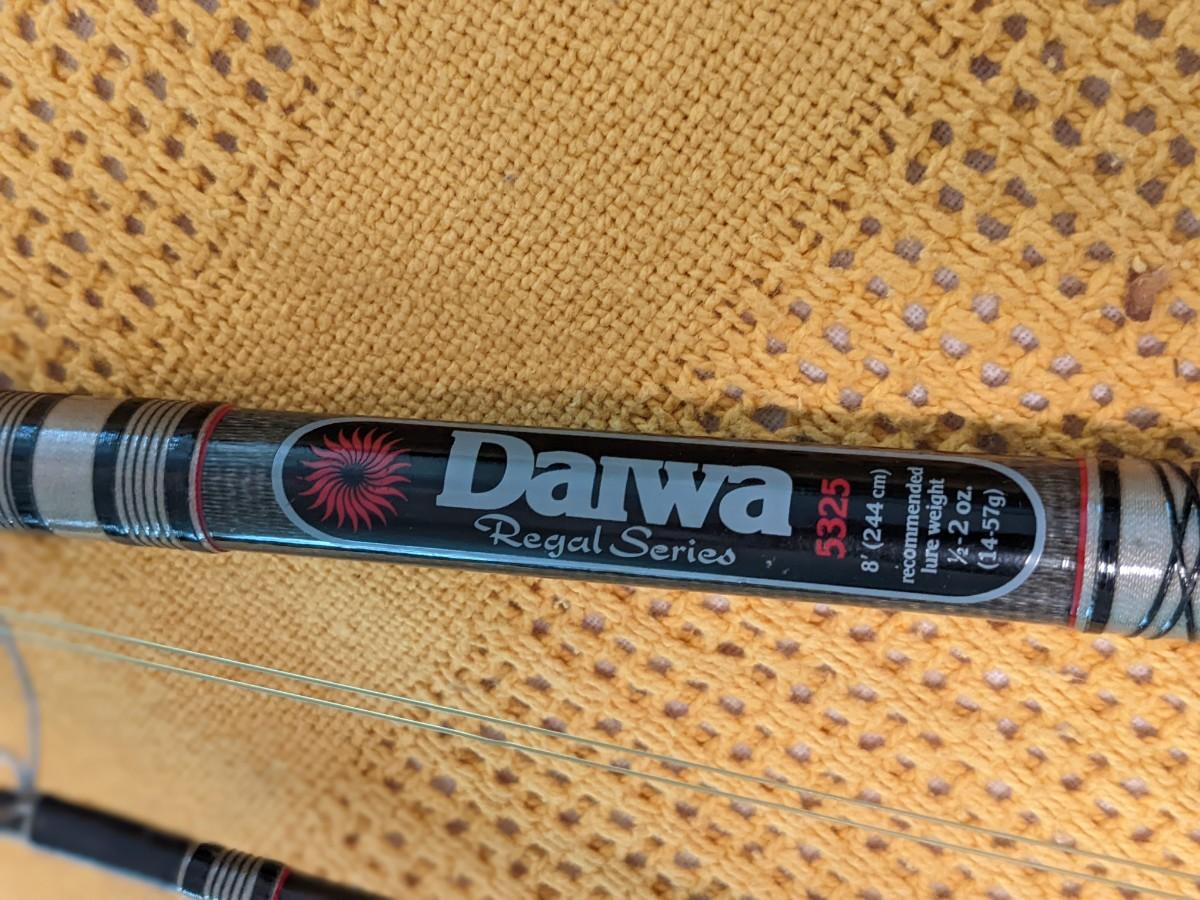 Daiwa
Regal Series
5325
8' (244 cm)
recommended
lure weight
½-2 oz.
(14-57g)